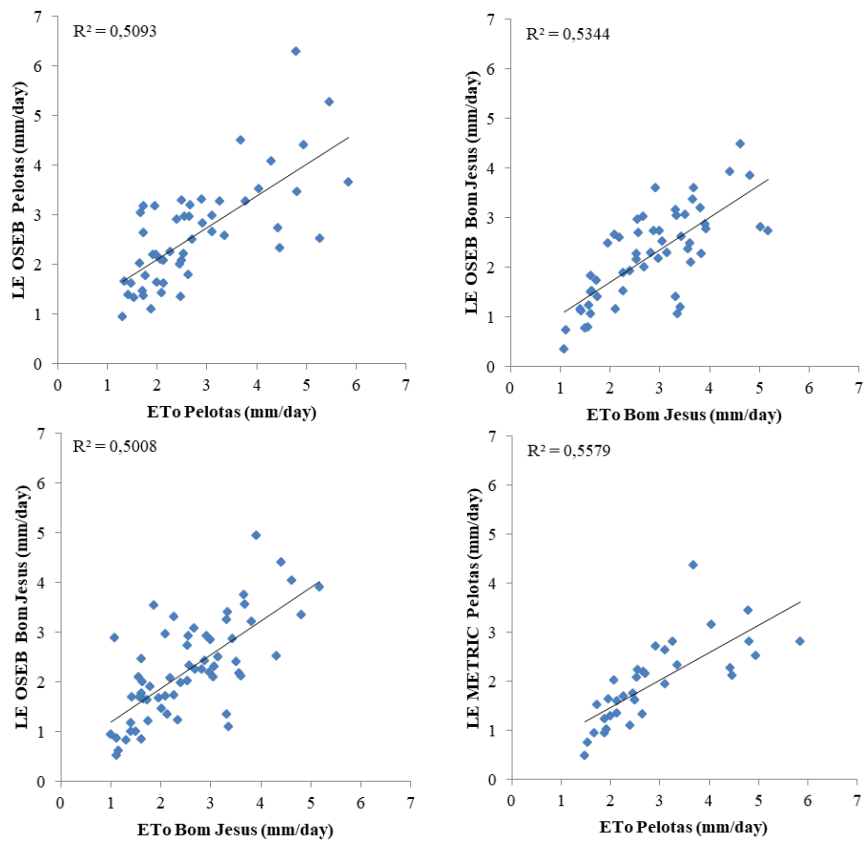 R² = 0,5093
7
6
5
4
3
2
1
0
LE OSEB Pelotas (mm/day)
0 1 2 3 4 5 6 7
ETo Pelotas (mm/day)
R² = 0,5344
7
6
5
4
3
2
1
0
LE OSEB Bom Jesus (mm/day)
0 1 2 3 4 5 6 7
ETo Bom Jesus (mm/day)
R² = 0,5008
7
6
5
4
3
2
1
0
LE OSEB Bom Jesus (mm/day)
0 1 2 3 4 5 6 7
ETo Bom Jesus (mm/day)
R² = 0,5579
7
6
5
4
3
2
1
0
LE METRIC Pelotas (mm/day)
0 1 2 3 4 5 6 7
ETo Pelotas (mm/day)